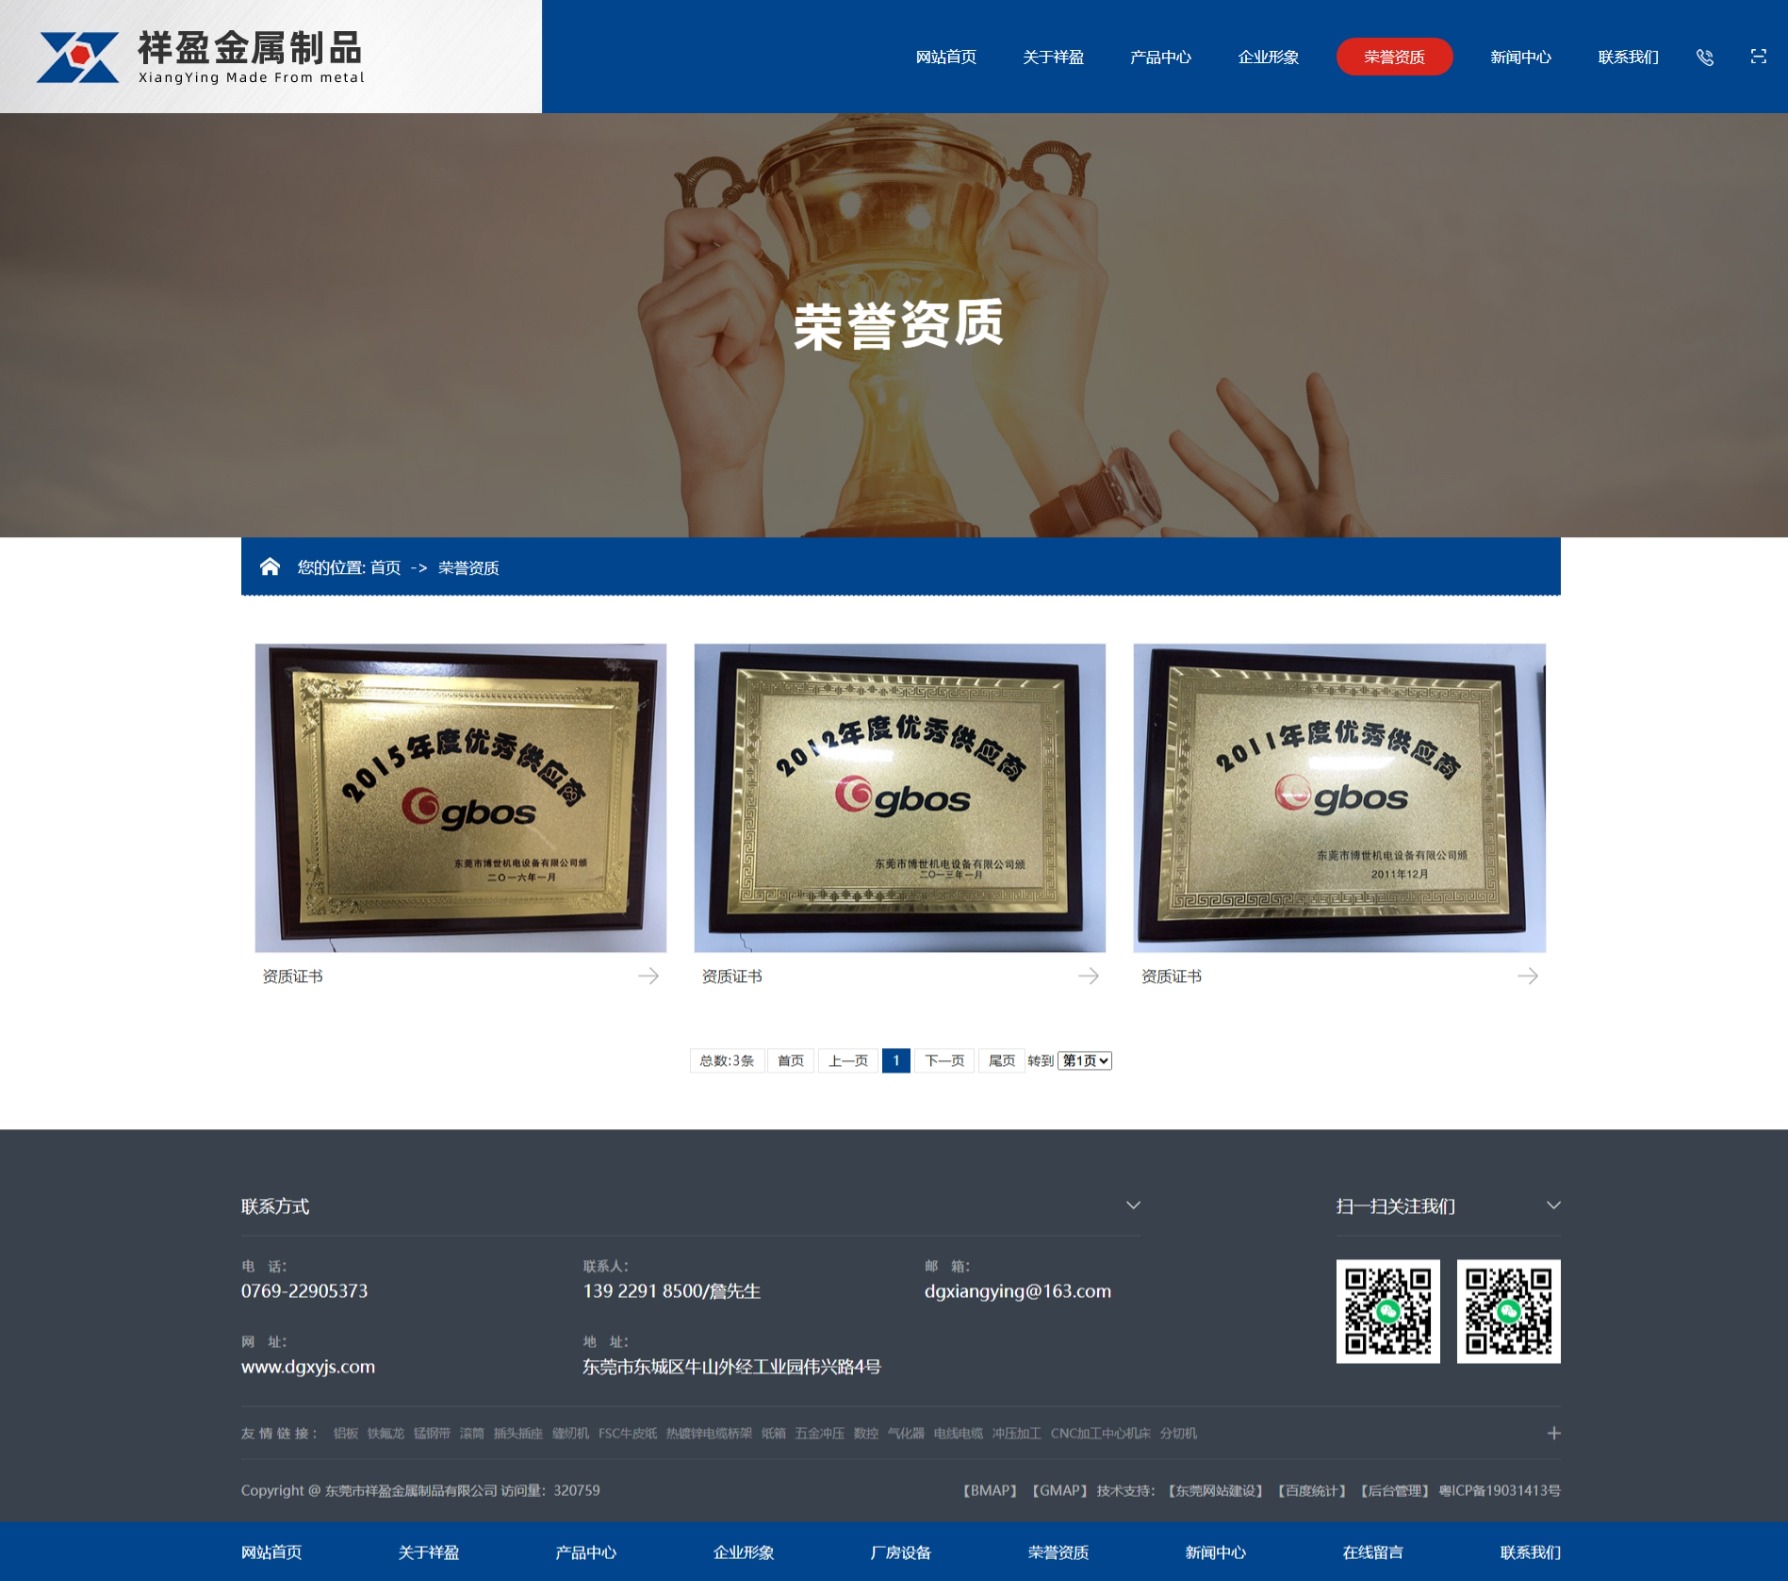 祥盈金属制品
XiangYing Made From metal
网站首页 关于祥盈 产品中心 企业形象 荣誉资质 新闻中心 联系我们
荣誉资质
您的位置: 首页 -> 荣誉资质
2015年度优秀供应商
gbos
东莞市博世机电设备有限公司颁
二〇一六年一月
2012年度优秀供应商
gbos
东莞市博世机电设备有限公司颁
二〇一三年一月
2011年度优秀供应商
gbos
东莞市博世机电设备有限公司颁
2011年12月
资质证书
资质证书
资质证书
总数:3条 首页 上一页 1 下一页 尾页 转到 第1页
联系方式
扫一扫关注我们
电 话：
0769-22905373
联系人：
139 2291 8500/詹先生
邮 箱：
dgxiangying@163.com
网 址：
www.dgxyjs.com
地 址：
东莞市东城区牛山外经工业园伟兴路4号
友情链接： 铝板 铁氟龙 锰钢带 滚筒 插头插座 缝纫机 FSC牛皮纸 热镀锌电缆桥架 纸箱 五金冲压 数控 气化器 电线电缆 冲压加工 CNC加工中心机床 分切机
Copyright @ 东莞市祥盈金属制品有限公司 访问量：320759
【BMAP】 【GMAP】 技术支持：【东莞网站建设】 【百度统计】 【后台管理】 粤ICP备19031413号
网站首页 关于祥盈 产品中心 企业形象 厂房设备 荣誉资质 新闻中心 在线留言 联系我们